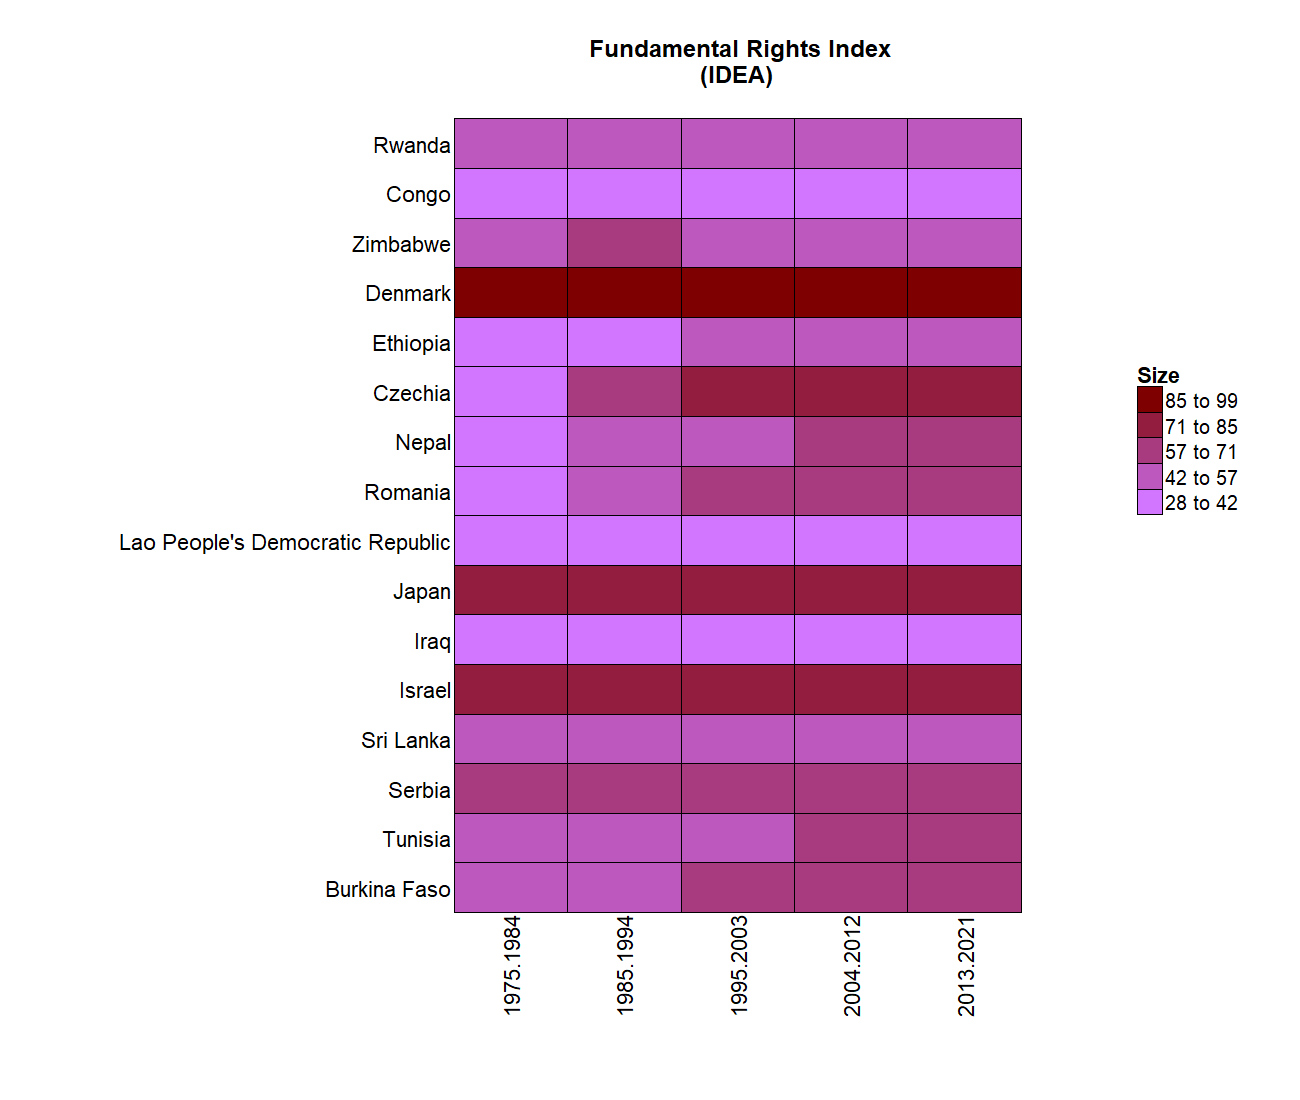 Fundamental Rights Index
(IDEA)
Rwanda
Congo
Zimbabwe
Denmark
Ethiopia
Czechia
Nepal
Romania
Lao People's Democratic Republic
Japan
Iraq
Israel
Sri Lanka
Serbia
Tunisia
Burkina Faso
1975.1984
1985.1994
1995.2003
2004.2012
2013.2021
Size
85 to 99
71 to 85
57 to 71
42 to 57
28 to 42